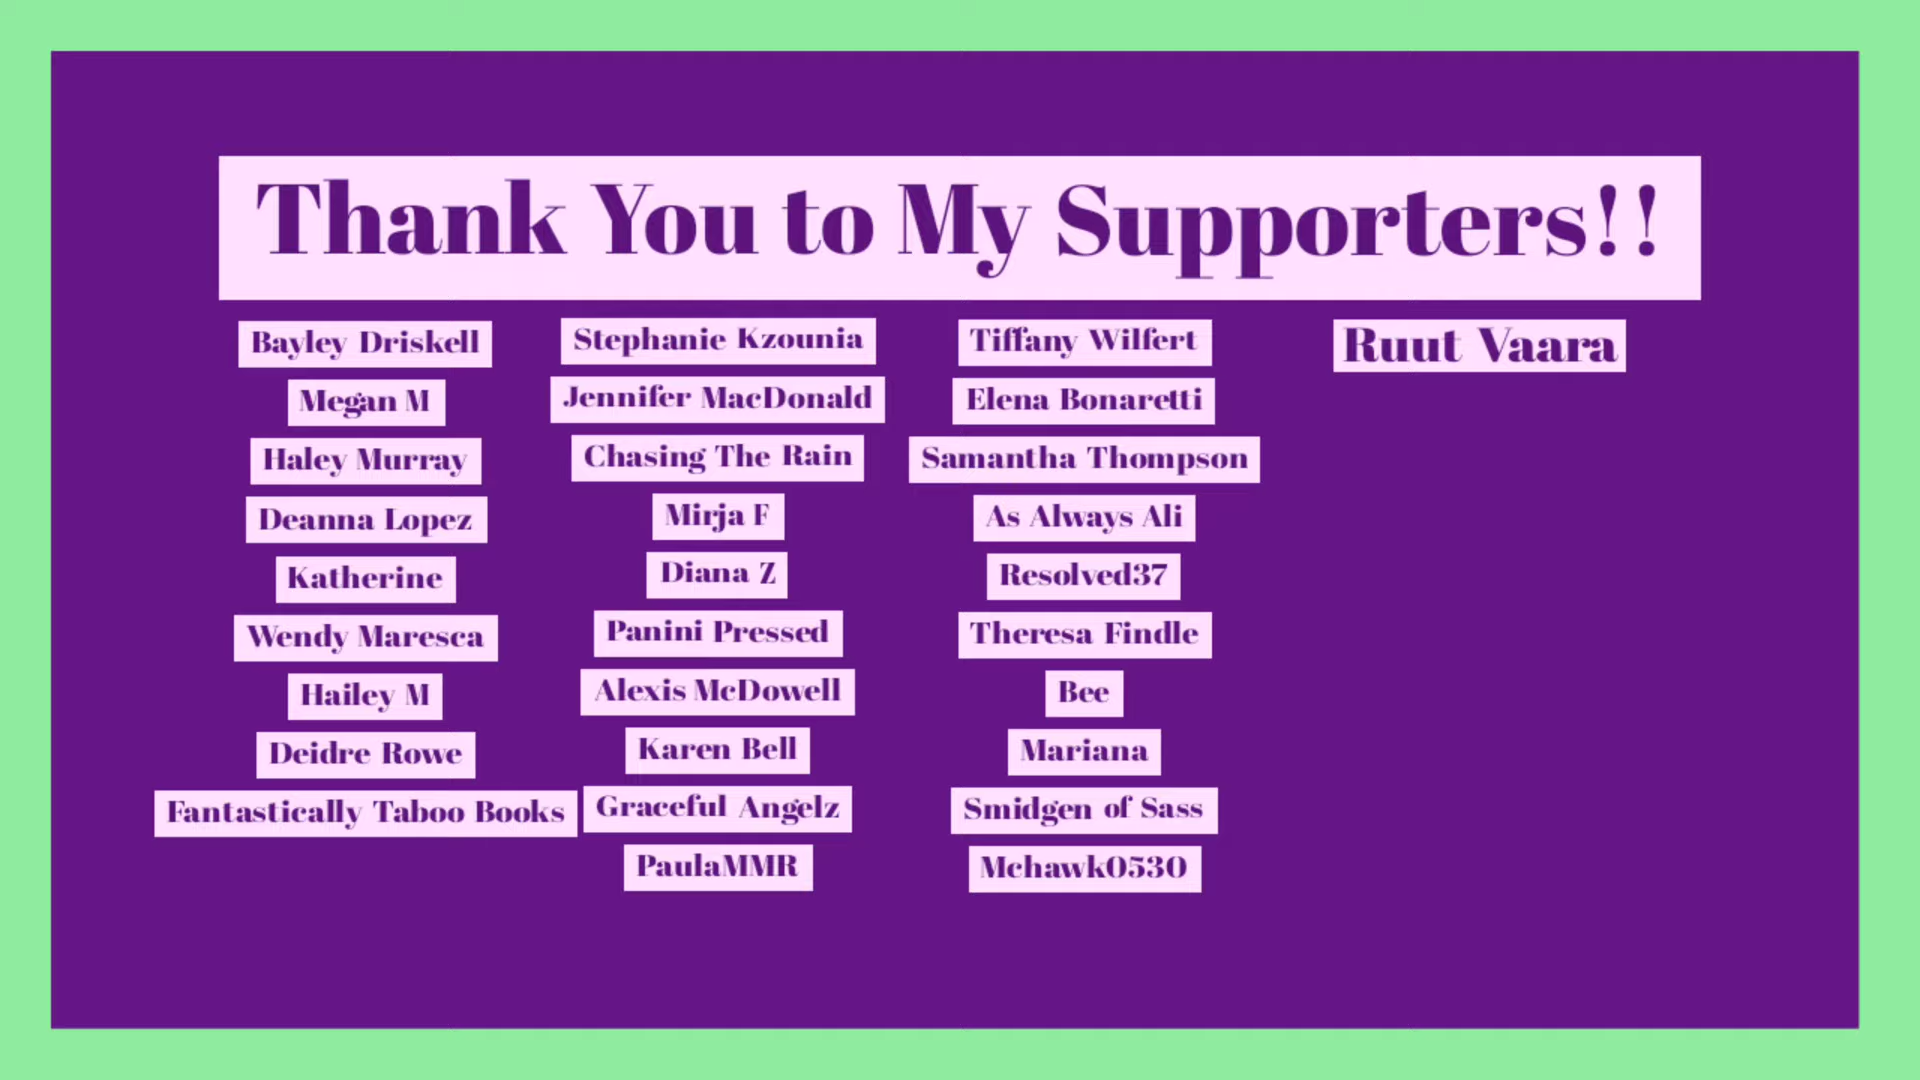 Thank You to My Supporters!!
Bayley Driskell
Megan M
Haley Murray
Deanna Lopez
Katherine
Wendy Maresca
Hailey M
Deidre Rowe
Fantastically Taboo Books
Stephanie Kzounia
Jennifer MacDonald
Chasing The Rain
Mirja F
Diana Z
Panini Pressed
Alexis McDowell
Karen Bell
Graceful Angelz
PaulaMMR
Tiffany Wilfert
Elena Bonaretti
Samantha Thompson
As Always Ali
Resolved37
Theresa Findle
Bee
Mariana
Smidgen of Sass
Mchawk0530
Ruut Vaara